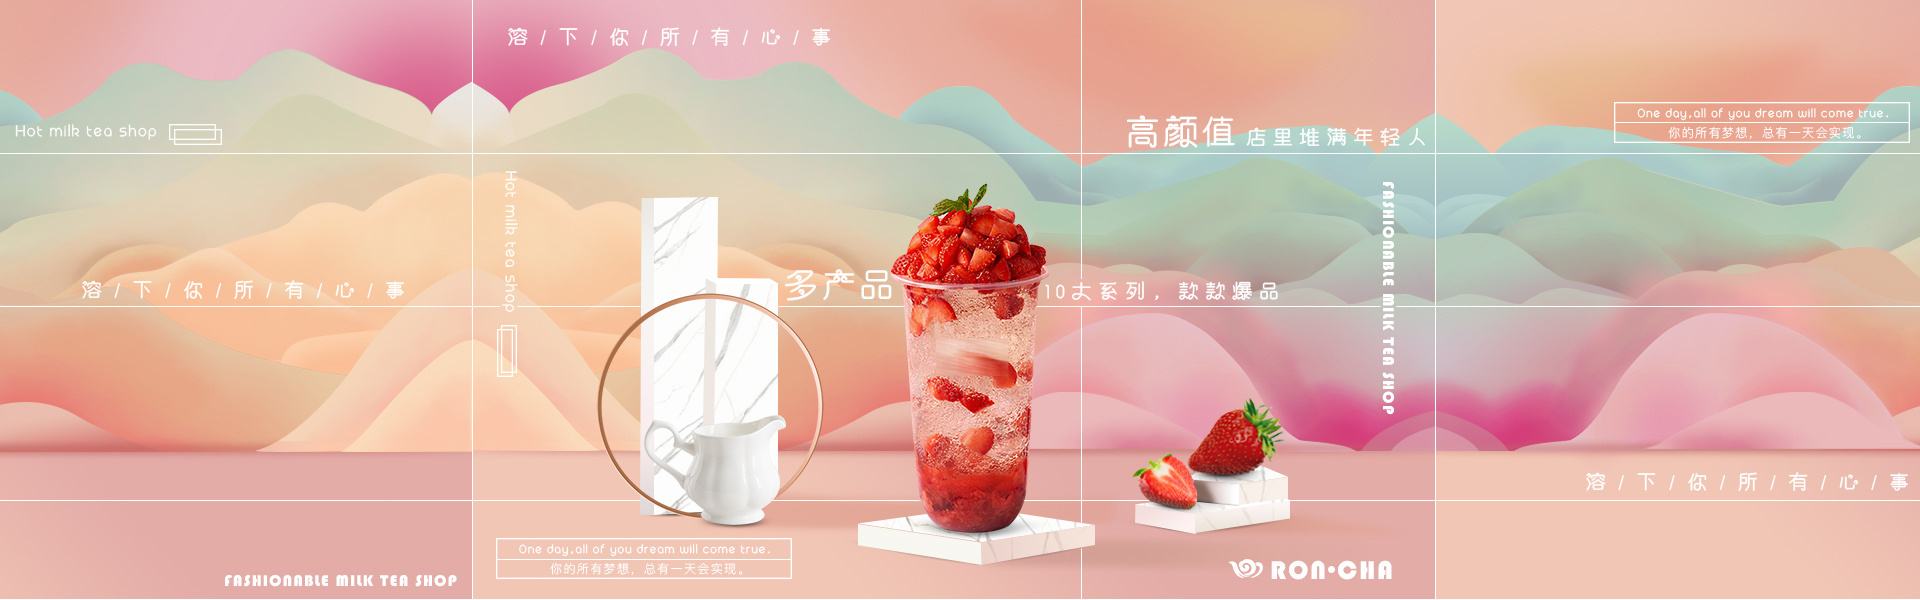 溶 / 下 / 你 / 所 / 有 / 心 / 事
Hot milk tea shop
高颜值 店里堆满年轻人
One day,all of you dream will come true.
你的所有梦想，总有一天会实现。
Hot milk tea shop
FASHIONABLE MILK TEA SHOP
溶 / 下 / 你 / 所 / 有 / 心 / 事
多产品 10大系列，款款爆品
溶 / 下 / 你 / 所 / 有 / 心 / 事
One day,all of you dream will come true.
你的所有梦想，总有一天会实现。
FASHIONABLE MILK TEA SHOP
RON•CHA